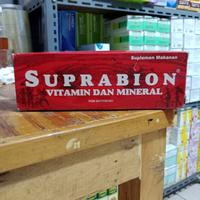 Suplemen Makanan
SUPRABION®
VITAMIN DAN MINERAL